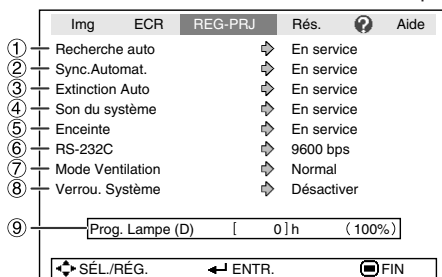 Img ECR REG-PRJ Rés. ? Aide
① Recherche auto En service
② Sync.Automat. En service
③ Extinction Auto En service
④ Son du système En service
⑤ Enceinte En service
⑥ RS-232C 9600 bps
⑦ Mode Ventilation Normal
⑧ Verrou. Système Désactiver
⑨ Prog. Lampe (D) [ 0 ] h ( 100% )
SÉL./RÉG. ENTR. FIN